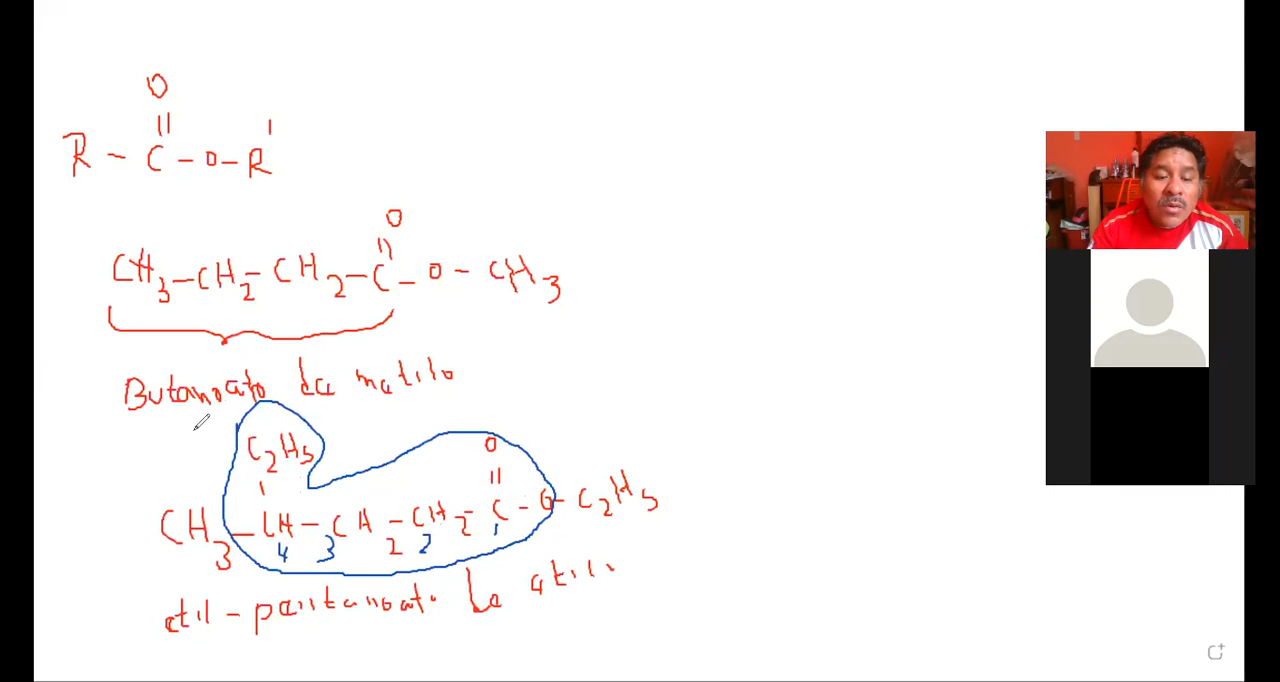 O
||
R - C - O - R'
O
||
CH3 - CH2 - CH2 - C - O - CH3
Butanoato de metilo
C2H5 O
| ||
CH3 - CH - CH2 - CH2 - C - O - C2H5
4 3 2 1
etil - pentanoato de etilo